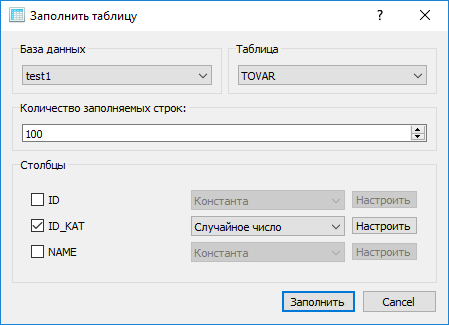 Заполнить таблицу
База данных
Таблица
test1
TOVAR
Количество заполняемых строк:
100
Столбцы
ID
Константа
Настроить
ID_KAT
Случайное число
Настроить
NAME
Константа
Настроить
Заполнить
Cancel